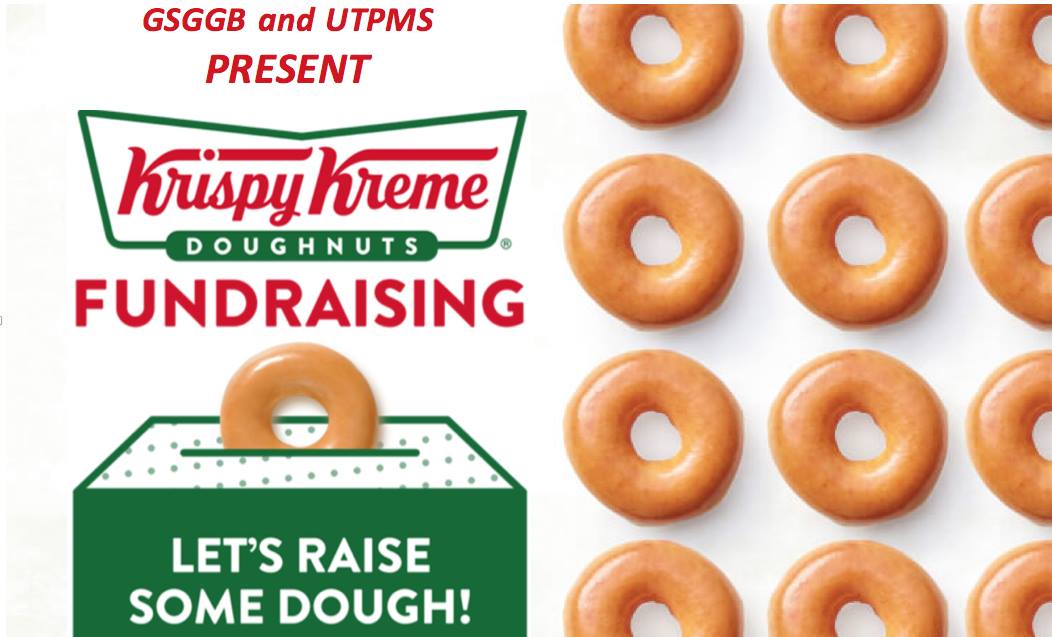 GSGGB and UTPMS
PRESENT
Krispy Kreme
DOUGHNUTS®
FUNDRAISING
LET'S RAISE
SOME DOUGH!